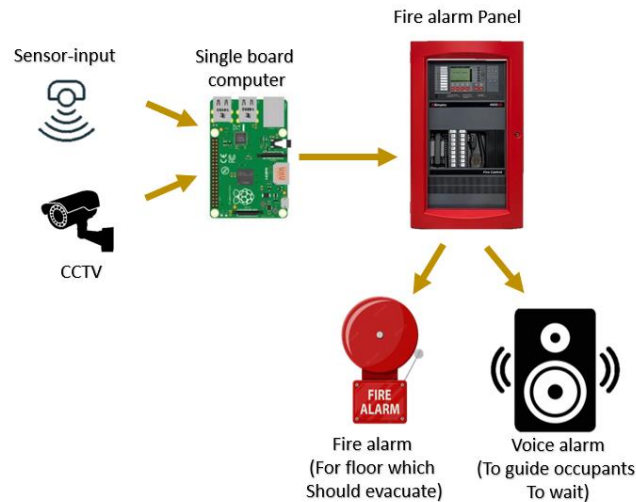 Fire alarm Panel
Sensor-input
Single board
computer
CCTV
FIRE
ALARM
Fire alarm
(For floor which
Should evacuate)
Voice alarm
(To guide occupants
To wait)